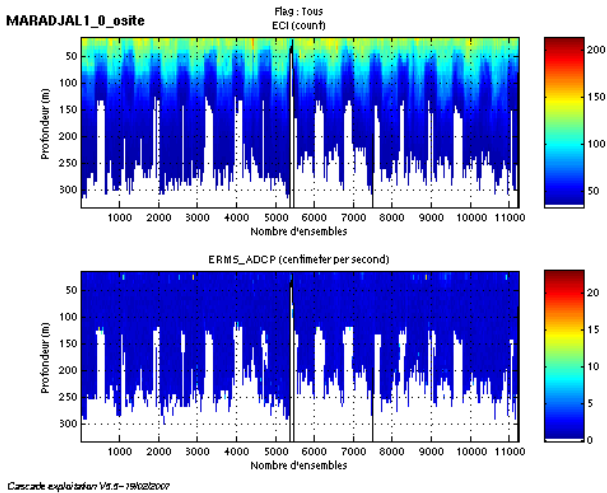 MARADJAL1_0_osite
Flag : Tous
ECI (count)
50
100
150
200
250
300
Profondeur (m)
1000 2000 3000 4000 5000 6000 7000 8000 9000 10000 11000
Nombre d'ensembles
200
150
100
50
ERMS_ADCP (centimeter per second)
50
100
150
200
250
300
Profondeur (m)
1000 2000 3000 4000 5000 6000 7000 8000 9000 10000 11000
Nombre d'ensembles
20
15
10
5
0
Cascade exploitation V5.5-19/02/2007